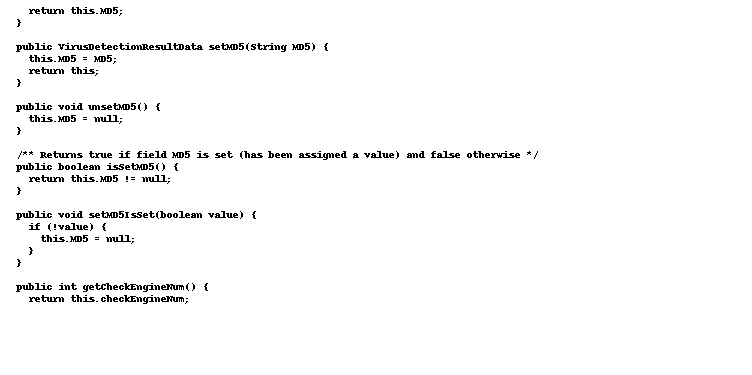 return this.MD5;
}
public VirusDetectionResultData setMD5(String MD5) {
this.MD5 = MD5;
return this;
}
public void unsetMD5() {
this.MD5 = null;
}
/** Returns true if field MD5 is set (has been assigned a value) and false otherwise */
public boolean isSetMD5() {
return this.MD5 != null;
}
public void setMD5IsSet(boolean value) {
if (!value) {
this.MD5 = null;
}
}
public int getCheckEngineNum() {
return this.checkEngineNum;